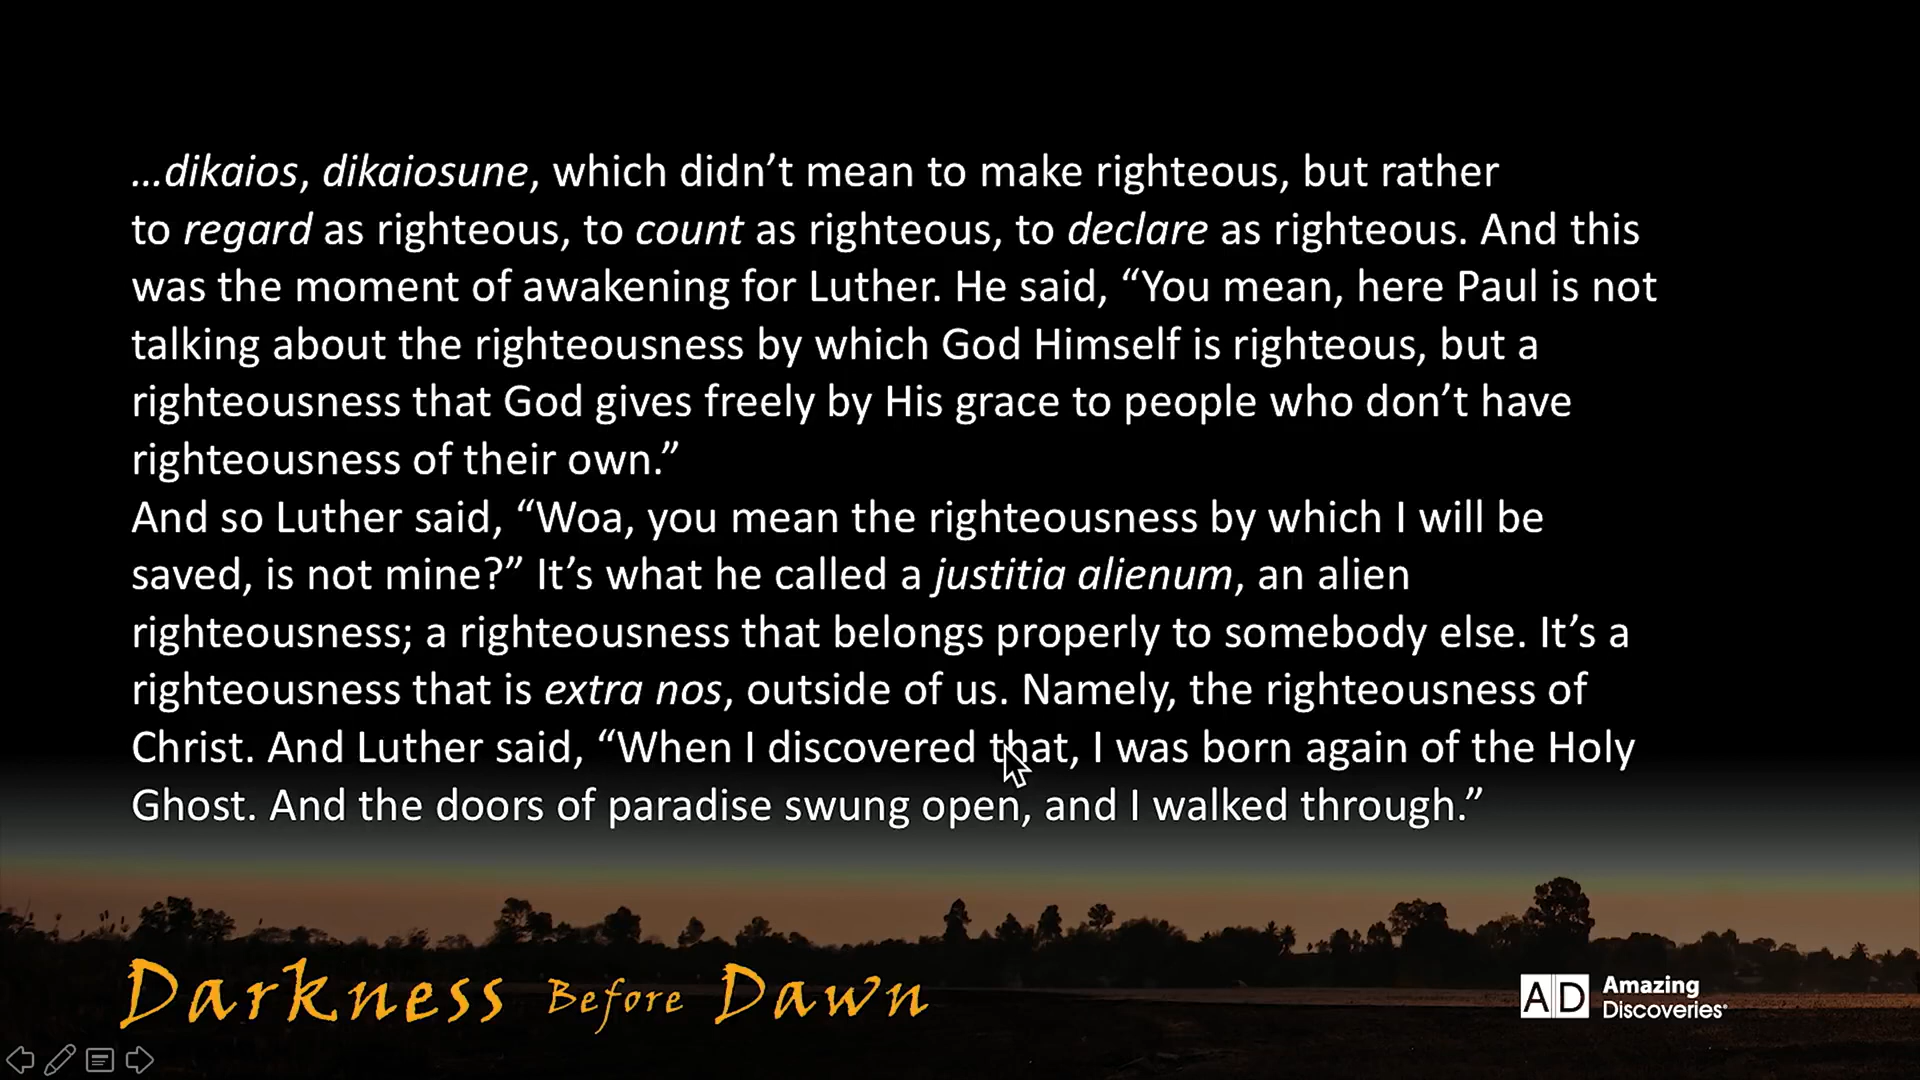 …dikaios, dikaiosune, which didn’t mean to make righteous, but rather
to regard as righteous, to count as righteous, to declare as righteous. And this
was the moment of awakening for Luther. He said, “You mean, here Paul is not
talking about the righteousness by which God Himself is righteous, but a
righteousness that God gives freely by His grace to people who don’t have
righteousness of their own.”
And so Luther said, “Woa, you mean the righteousness by which I will be
saved, is not mine?” It’s what he called a justitia alienum, an alien
righteousness; a righteousness that belongs properly to somebody else. It’s a
righteousness that is extra nos, outside of us. Namely, the righteousness of
Christ. And Luther said, “When I discovered that, I was born again of the Holy
Ghost. And the doors of paradise swung open, and I walked through.”
Darkness Before Dawn
AD Amazing
Discoveries®